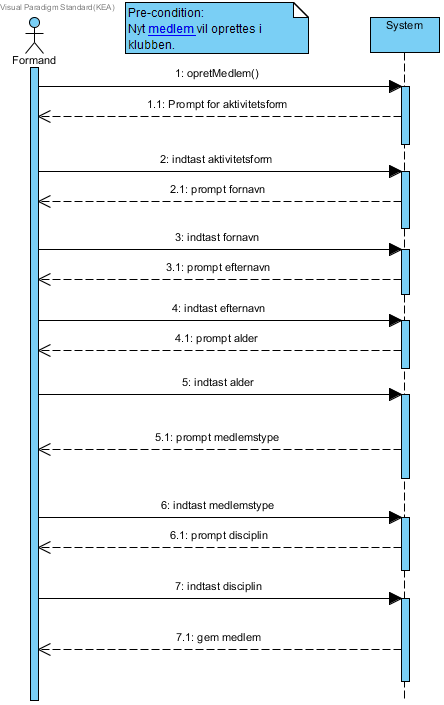 Visual Paradigm Standard(KEA)
Pre-condition:
Nyt medlem vil oprettes i
klubben.
System
Formand
1: opretMedlem()
1.1: Prompt for aktivitetsform
2: indtast aktivitetsform
2.1: prompt fornavn
3: indtast fornavn
3.1: prompt efternavn
4: indtast efternavn
4.1: prompt alder
5: indtast alder
5.1: prompt medlemstype
6: indtast medlemstype
6.1: prompt disciplin
7: indtast disciplin
7.1: gem medlem